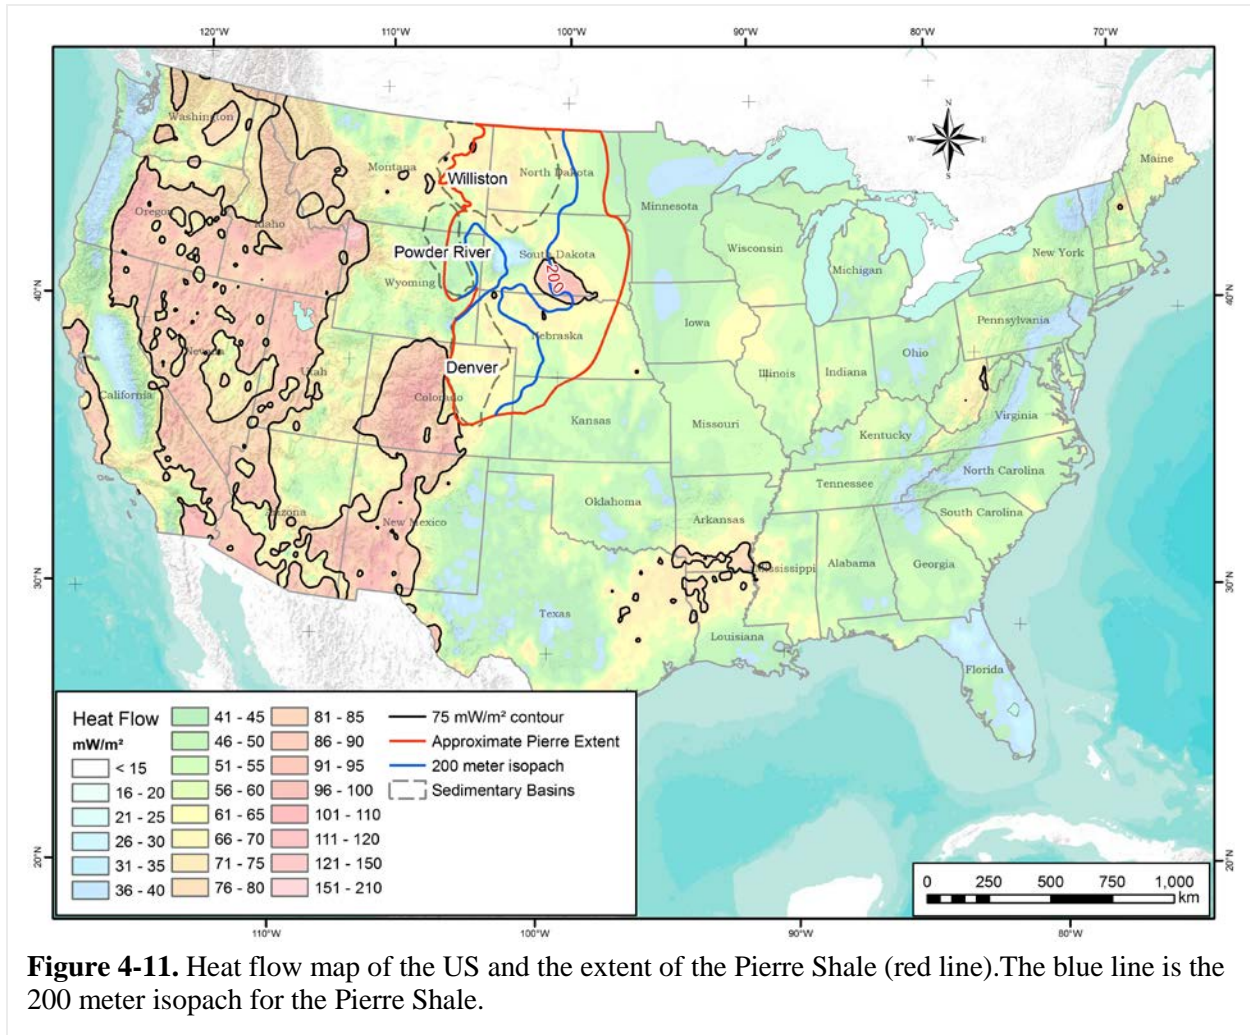 120°W 110°W 100°W 90°W 80°W 70°W
N
W E
S
Washington
Montana
North Dakota
Minnesota
Maine
Williston
Oregon
Idaho
Wisconsin
Michigan
New York
Powder River
South Dakota
200
Wyoming
40°N 40°N
Iowa
Pennsylvania
Nebraska
Nevada
Utah
Denver
Illinois
Indiana
Ohio
California
Colorado
Kansas
Missouri
Kentucky
Virginia
Tennessee
North Carolina
Oklahoma
Arkansas
South Carolina
Arizona
New Mexico
Mississippi
Alabama
Georgia
30°N 30°N
Texas
Louisiana
Florida
Heat Flow
mW/m²
< 15
16 - 20
21 - 25
26 - 30
31 - 35
36 - 40
41 - 45
46 - 50
51 - 55
56 - 60
61 - 65
66 - 70
71 - 75
76 - 80
81 - 85
86 - 90
91 - 95
96 - 100
101 - 110
111 - 120
121 - 150
151 - 210
75 mW/m² contour
Approximate Pierre Extent
200 meter isopach
Sedimentary Basins
20°N 20°N
0 250 500 750 1,000
km
110°W 100°W 90°W 80°W
Figure 4-11. Heat flow map of the US and the extent of the Pierre Shale (red line).The blue line is the
200 meter isopach for the Pierre Shale.